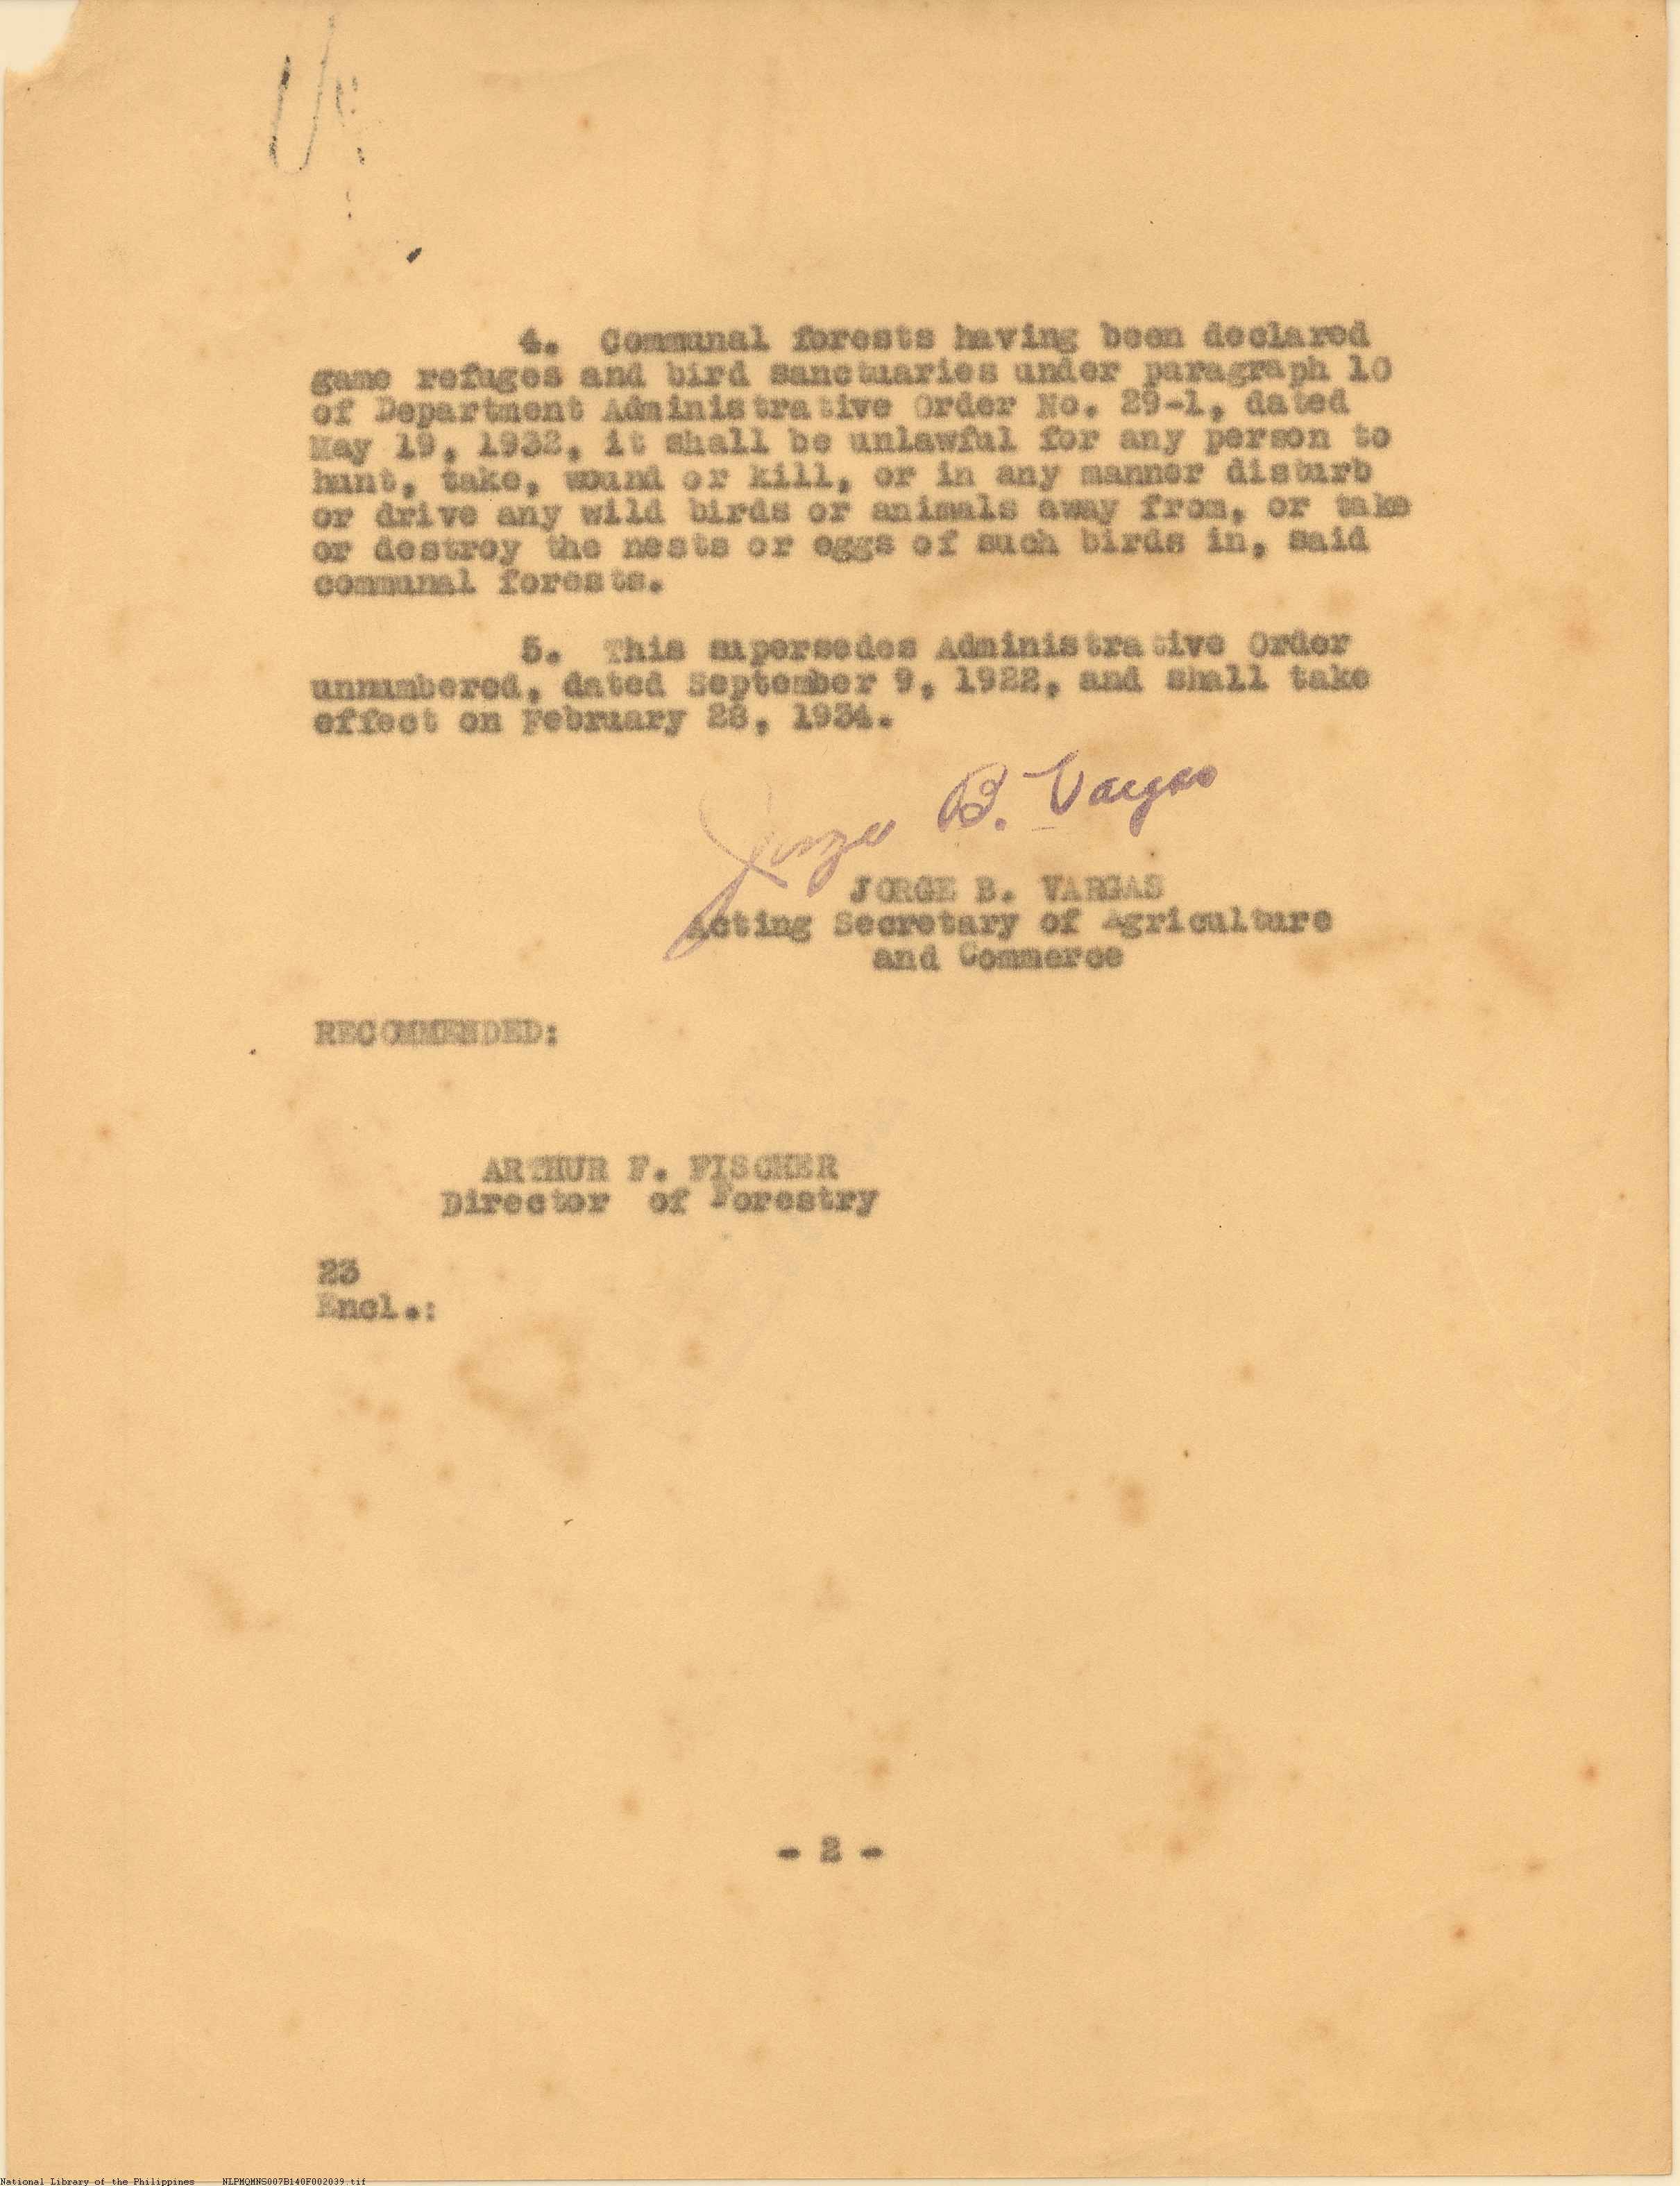 4. Communal forests having been declared
game refuges and bird sanctuaries under paragraph 10
of Department Administrative Order No. 29-1, dated
May 19, 1932, it shall be unlawful for any person to
hunt, take, wound or kill, or in any manner disturb
or drive any wild birds or animals away from, or take
or destroy the nests or eggs of such birds in, said
communal forests.
5. This supersedes Administrative Order
unnumbered, dated September 9, 1922, and shall take
effect on February 28, 1934.
Jorge B. Vargas
JORGE B. VARGAS
Acting Secretary of Agriculture
and Commerce
RECOMMENDED:
ARTHUR F. FISCHER
Director of Forestry
23
Encl.:
- 2 -
National Library of the Philippines NLPMQMNS007B140F002039.tif